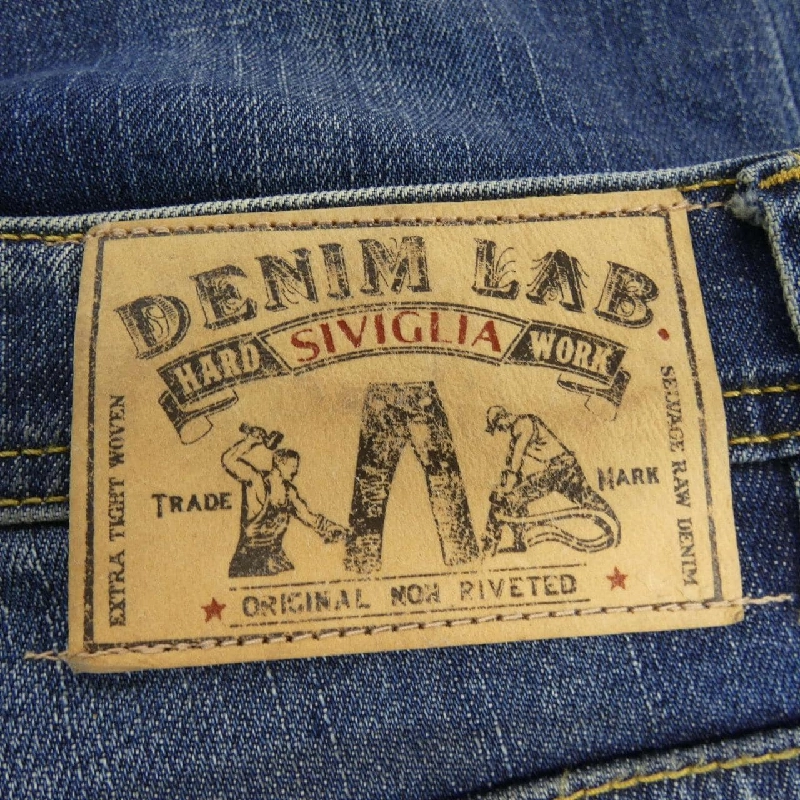 DENIM LAB.
HARD SIVIGLIA WORK
EXTRA TIGHT WOVEN
TRADE MARK
SELVAGE RAW DENIM
ORIGINAL NON RIVETED